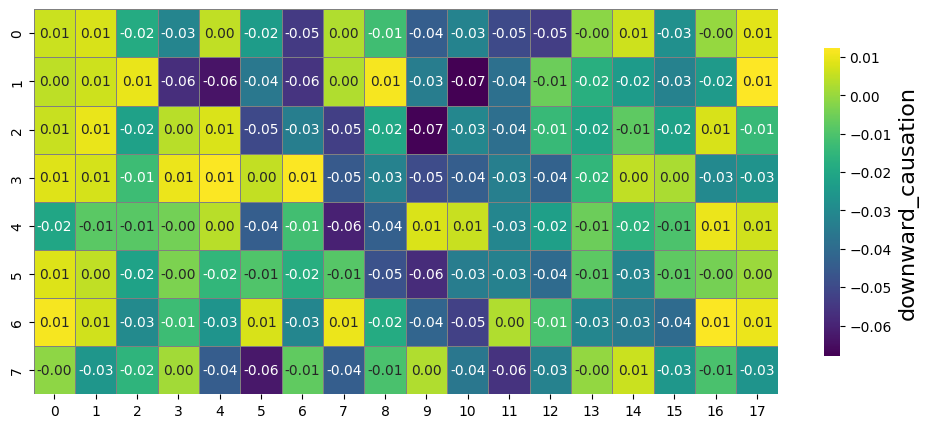 0 0.01 0.01 -0.02 -0.03 0.00 -0.02 -0.05 0.00 -0.01 -0.04 -0.03 -0.05 -0.05 -0.00 0.01 -0.03 -0.00 0.01
1 0.00 0.01 0.01 -0.06 -0.06 -0.04 -0.06 0.00 0.01 -0.03 -0.07 -0.04 -0.01 -0.02 -0.02 -0.03 -0.02 0.01
2 0.01 0.01 -0.02 0.00 0.01 -0.05 -0.03 -0.05 -0.02 -0.07 -0.03 -0.04 -0.01 -0.02 -0.01 -0.02 0.01 -0.01
3 0.01 0.01 -0.01 0.01 0.01 0.00 0.01 -0.05 -0.03 -0.05 -0.04 -0.03 -0.04 -0.02 0.00 0.00 -0.03 -0.03
4 -0.02 -0.01 -0.01 -0.00 0.00 -0.04 -0.01 -0.06 -0.04 0.01 0.01 -0.03 -0.02 -0.01 -0.02 -0.01 0.01 0.01
5 0.01 0.00 -0.02 -0.00 -0.02 -0.01 -0.02 -0.01 -0.05 -0.06 -0.03 -0.03 -0.04 -0.01 -0.03 -0.01 -0.00 0.00
6 0.01 0.01 -0.03 -0.01 -0.03 0.01 -0.03 0.01 -0.02 -0.04 -0.05 0.00 -0.01 -0.03 -0.03 -0.04 0.01 0.01
7 -0.00 -0.03 -0.02 0.00 -0.04 -0.06 -0.01 -0.04 -0.01 0.00 -0.04 -0.06 -0.03 -0.00 0.01 -0.03 -0.01 -0.03
0 1 2 3 4 5 6 7 8 9 10 11 12 13 14 15 16 17
0.01
0.00
−0.01
−0.02
−0.03
−0.04
−0.05
−0.06
downward_causation